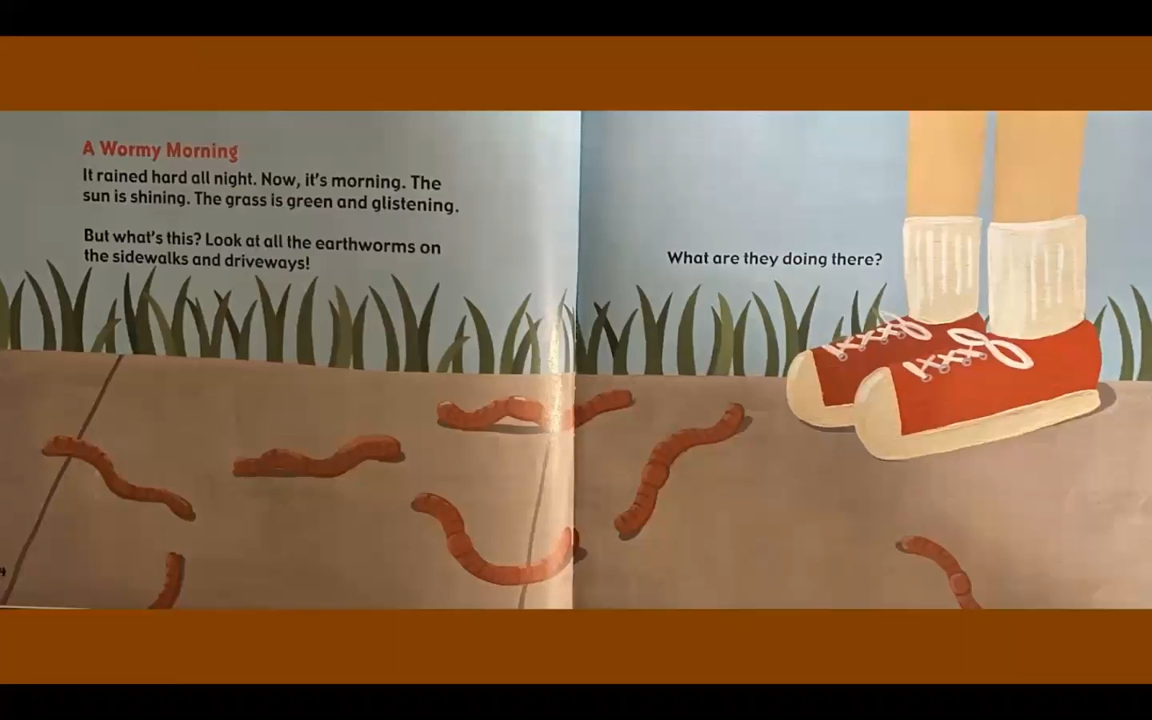 A Wormy Morning
It rained hard all night. Now, it's morning. The
sun is shining. The grass is green and glistening.
But what's this? Look at all the earthworms on
the sidewalks and driveways!
What are they doing there?
4